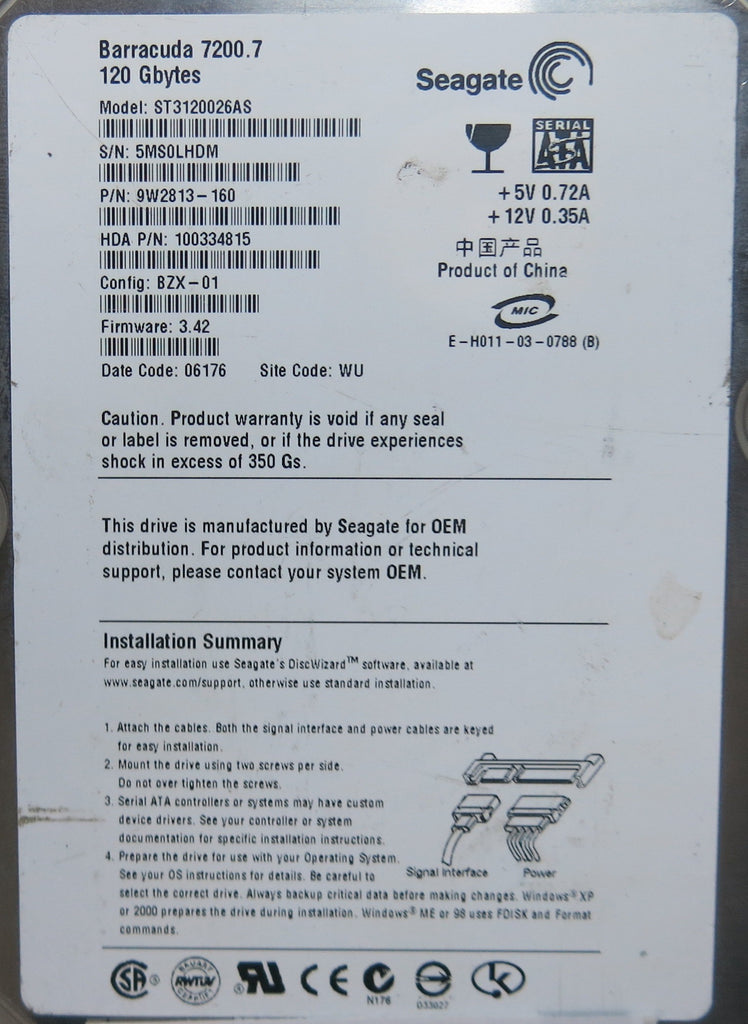 Barracuda 7200.7
120 Gbytes
Seagate
Model: ST3120026AS
SERIAL
ATA
S/N: 5MS0LHDM
P/N: 9W2813-160
+5V 0.72A
+12V 0.35A
HDA P/N: 100334815
中国产品
Product of China
Config: BZX-01
MIC
Firmware: 3.42
E-H011-03-0788 (B)
Date Code: 06176 Site Code: WU
Caution. Product warranty is void if any seal
or label is removed, or if the drive experiences
shock in excess of 350 Gs.
This drive is manufactured by Seagate for OEM
distribution. For product information or technical
support, please contact your system OEM.
Installation Summary
For easy installation use Seagate's DiscWizard™ software, available at
www.seagate.com/support, otherwise use standard installation.
1. Attach the cables. Both the signal interface and power cables are keyed
for easy installation.
2. Mount the drive using two screws per side.
Do not over tighten the screws.
3. Serial ATA controllers or systems may have custom
device drivers. See your controller or system
documentation for specific installation instructions.
4. Prepare the drive for use with your Operating System.
See your OS instructions for details. Be careful to
select the correct drive. Always backup critical data before making changes. Windows® XP
or 2000 prepares the drive during installation. Windows® ME or 98 uses FDISK and Format
commands.
Signal Interface Power
RWTUV
CE
N176
033027